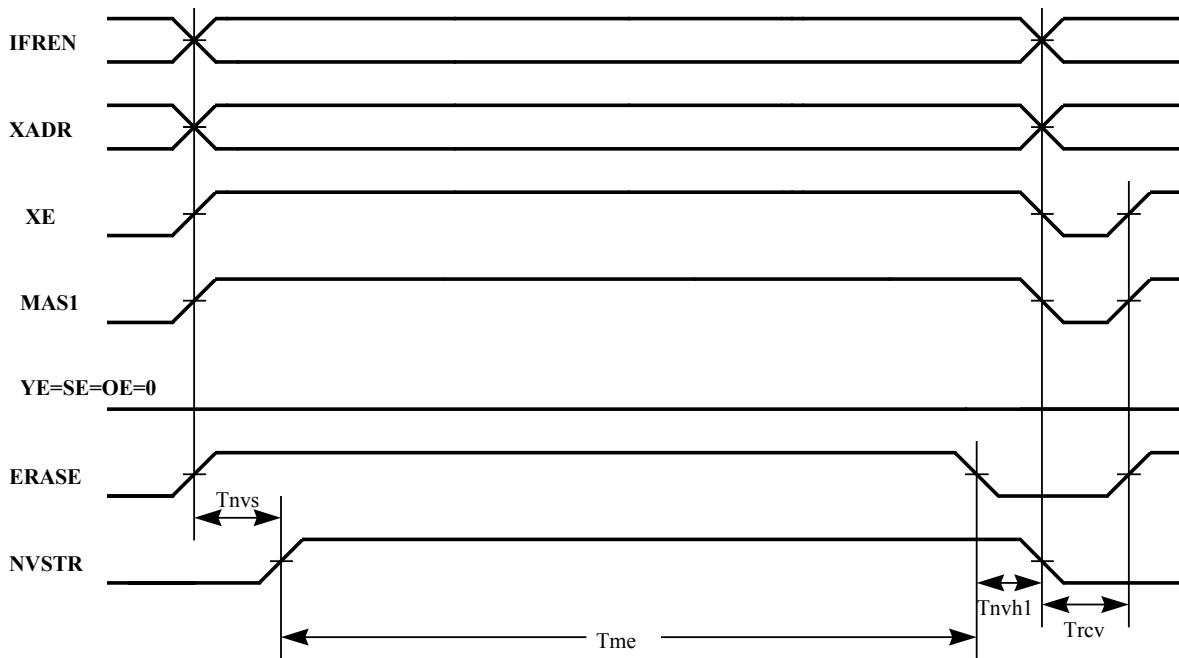 IFREN
XADR
XE
MAS1
YE=SE=OE=0
ERASE
Tnvs
NVSTR
Tnvh1
Trcv
Tme